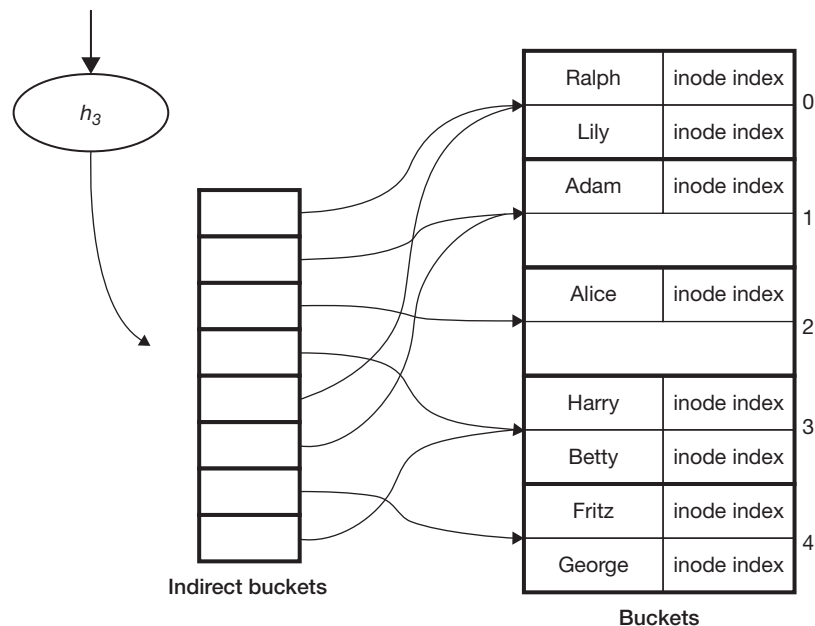 h3
Indirect buckets
Ralph inode index
0
Lily inode index
Adam inode index
1
Alice inode index
2
Harry inode index
3
Betty inode index
Fritz inode index
4
George inode index
Buckets